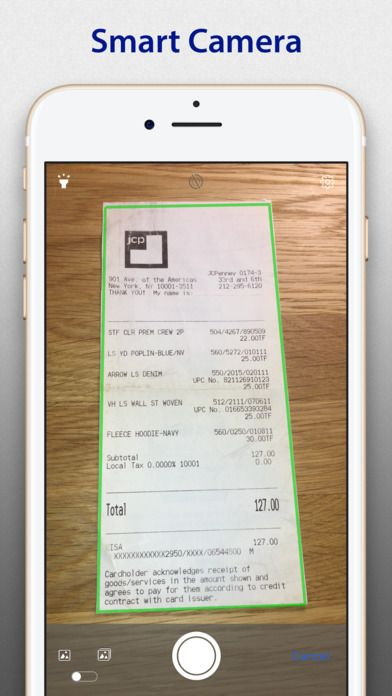 Smart Camera
jcp
901 Ave. of the Americas
New York, NY 10001-3511
THANK YOU! My name is:
JCPenney 0174-3
33rd and 6th
212-295-6120
STF CLR PREM CREW 2P 504/4267/890509
22.00TF
LS YD POPLIN-BLUE/NV 560/5272/010111
25.00TF
ARROW LS DENIM 550/2015/020111
UPC No. 821126910123
25.00TF
VH LS WALL ST WOVEN 512/2111/070611
UPC No. 016653390284
25.00TF
FLEECE HOODIE-NAVY 560/0250/010811
30.00TF
Subtotal 127.00
Local Tax 0.0000% 10001 0.00
Total 127.00
VISA 127.00
XXXXXXXXXXXX2950/XXXX/06544500 M
Cardholder acknowledges receipt of
goods/services in the amount shown and
agrees to pay for them according to credit
contract with card issuer.
Cancel